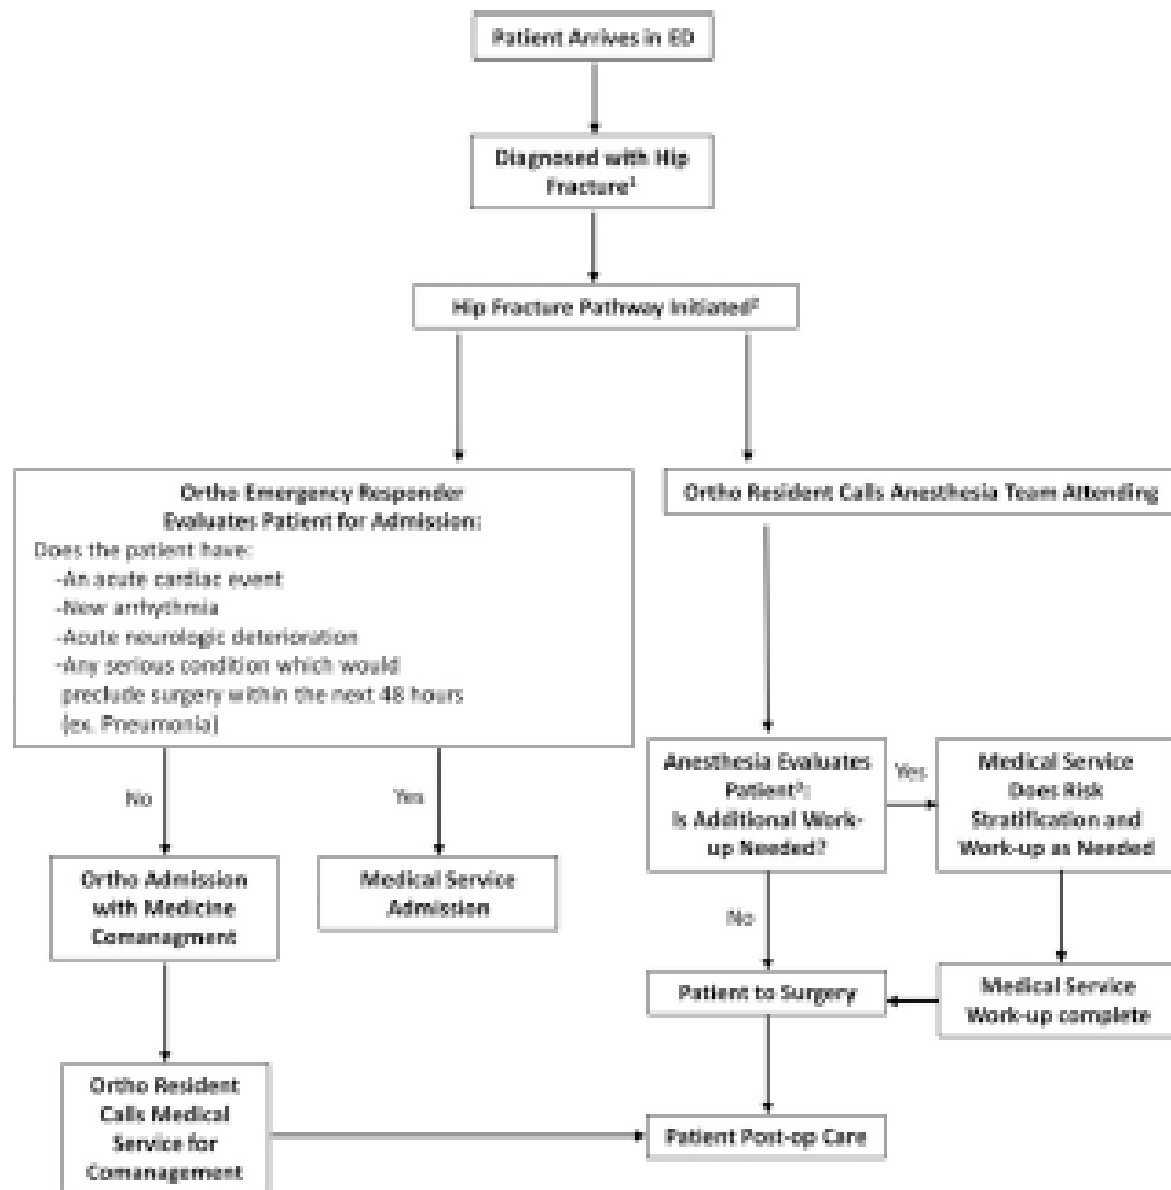 Patient Arrives in ED
Diagnosed with Hip
Fracture¹
Hip Fracture Pathway Initiated²
Ortho Emergency Responder
Evaluates Patient for Admission:
Does the patient have:
-An acute cardiac event
-New arrhythmia
-Acute neurologic deterioration
-Any serious condition which would
preclude surgery within the next 48 hours
(ex. Pneumonia)
No
Yes
Ortho Admission
with Medicine
Comanagment
Medical Service
Admission
Ortho Resident
Calls Medical
Service for
Comanagement
Ortho Resident Calls Anesthesia Team Attending
Anesthesia Evaluates
Patient³:
Is Additional Work-
up Needed?
Yes
Medical Service
Does Risk
Stratification and
Work-up as Needed
No
Patient to Surgery
Medical Service
Work-up complete
Patient Post-op Care